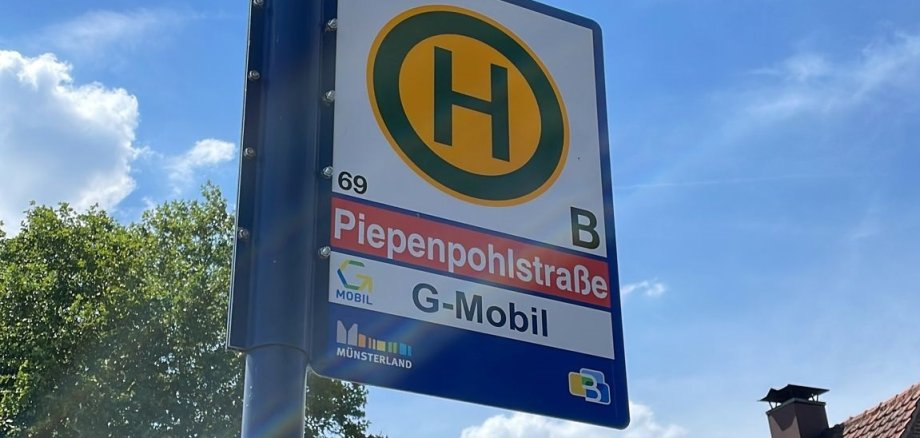 H
69
B
Piepenpohlstraße
G
MOBIL
G-Mobil
MÜNSTERLAND
B